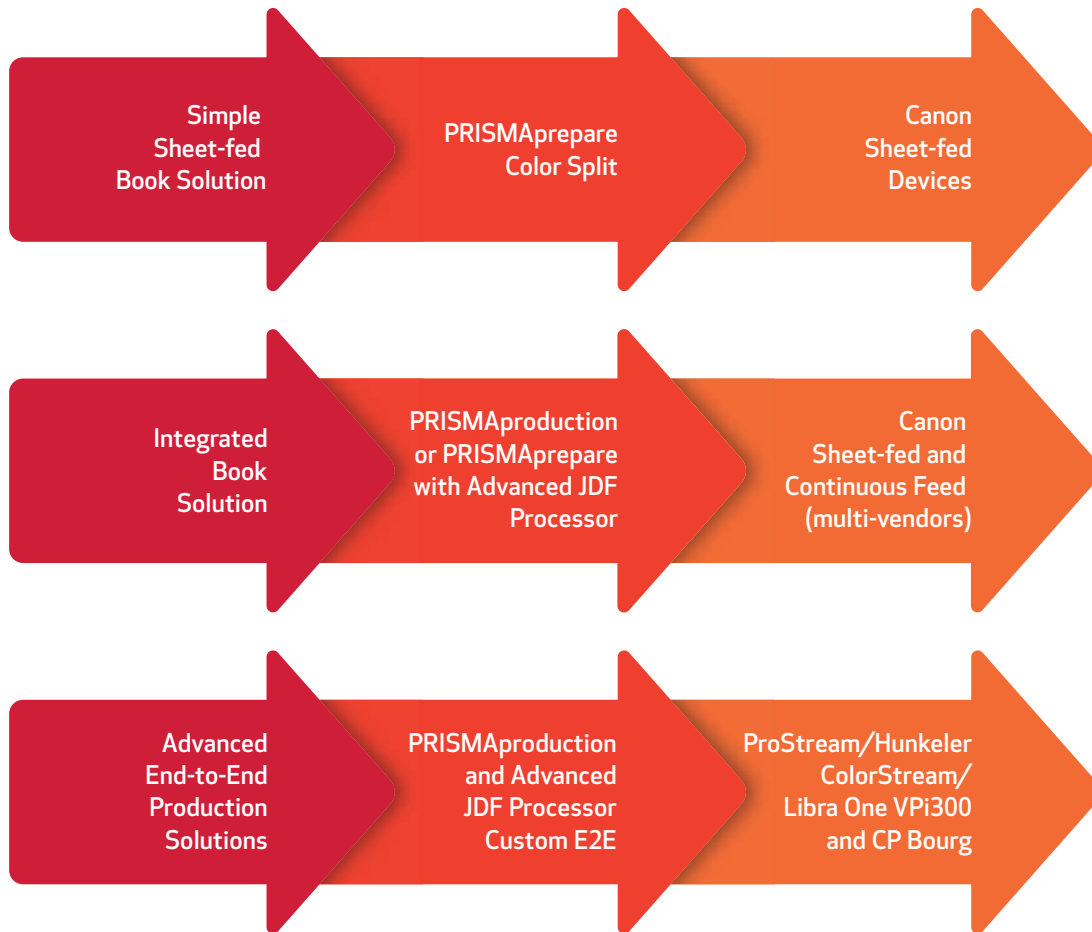 Simple
Sheet-fed
Book Solution
PRISMAprepare
Color Split
Canon
Sheet-fed
Devices
Integrated
Book
Solution
PRISMAproduction
or PRISMAprepare
with Advanced JDF
Processor
Canon
Sheet-fed and
Continuous Feed
(multi-vendors)
Advanced
End-to-End
Production
Solutions
PRISMAproduction
and Advanced
JDF Processor
Custom E2E
ProStream/Hunkeler
ColorStream/
Libra One VPi300
and CP Bourg